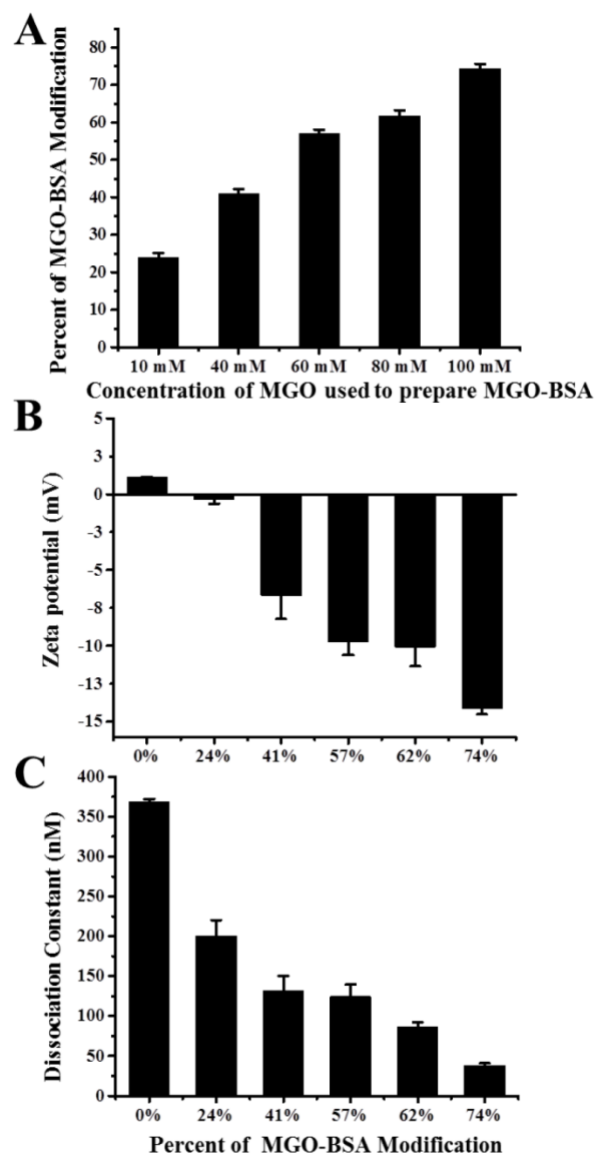 A
Percent of MGO-BSA Modification
80
70
60
50
40
30
20
10
0
10 mM 40 mM 60 mM 80 mM 100 mM
Concentration of MGO used to prepare MGO-BSA
B
Zeta potential (mV)
5
3
0
-3
-5
-8
-10
-13
-15
0% 24% 41% 57% 62% 74%
C
Dissociation Constant (nM)
400
350
300
250
200
150
100
50
0
0% 24% 41% 57% 62% 74%
Percent of MGO-BSA Modification